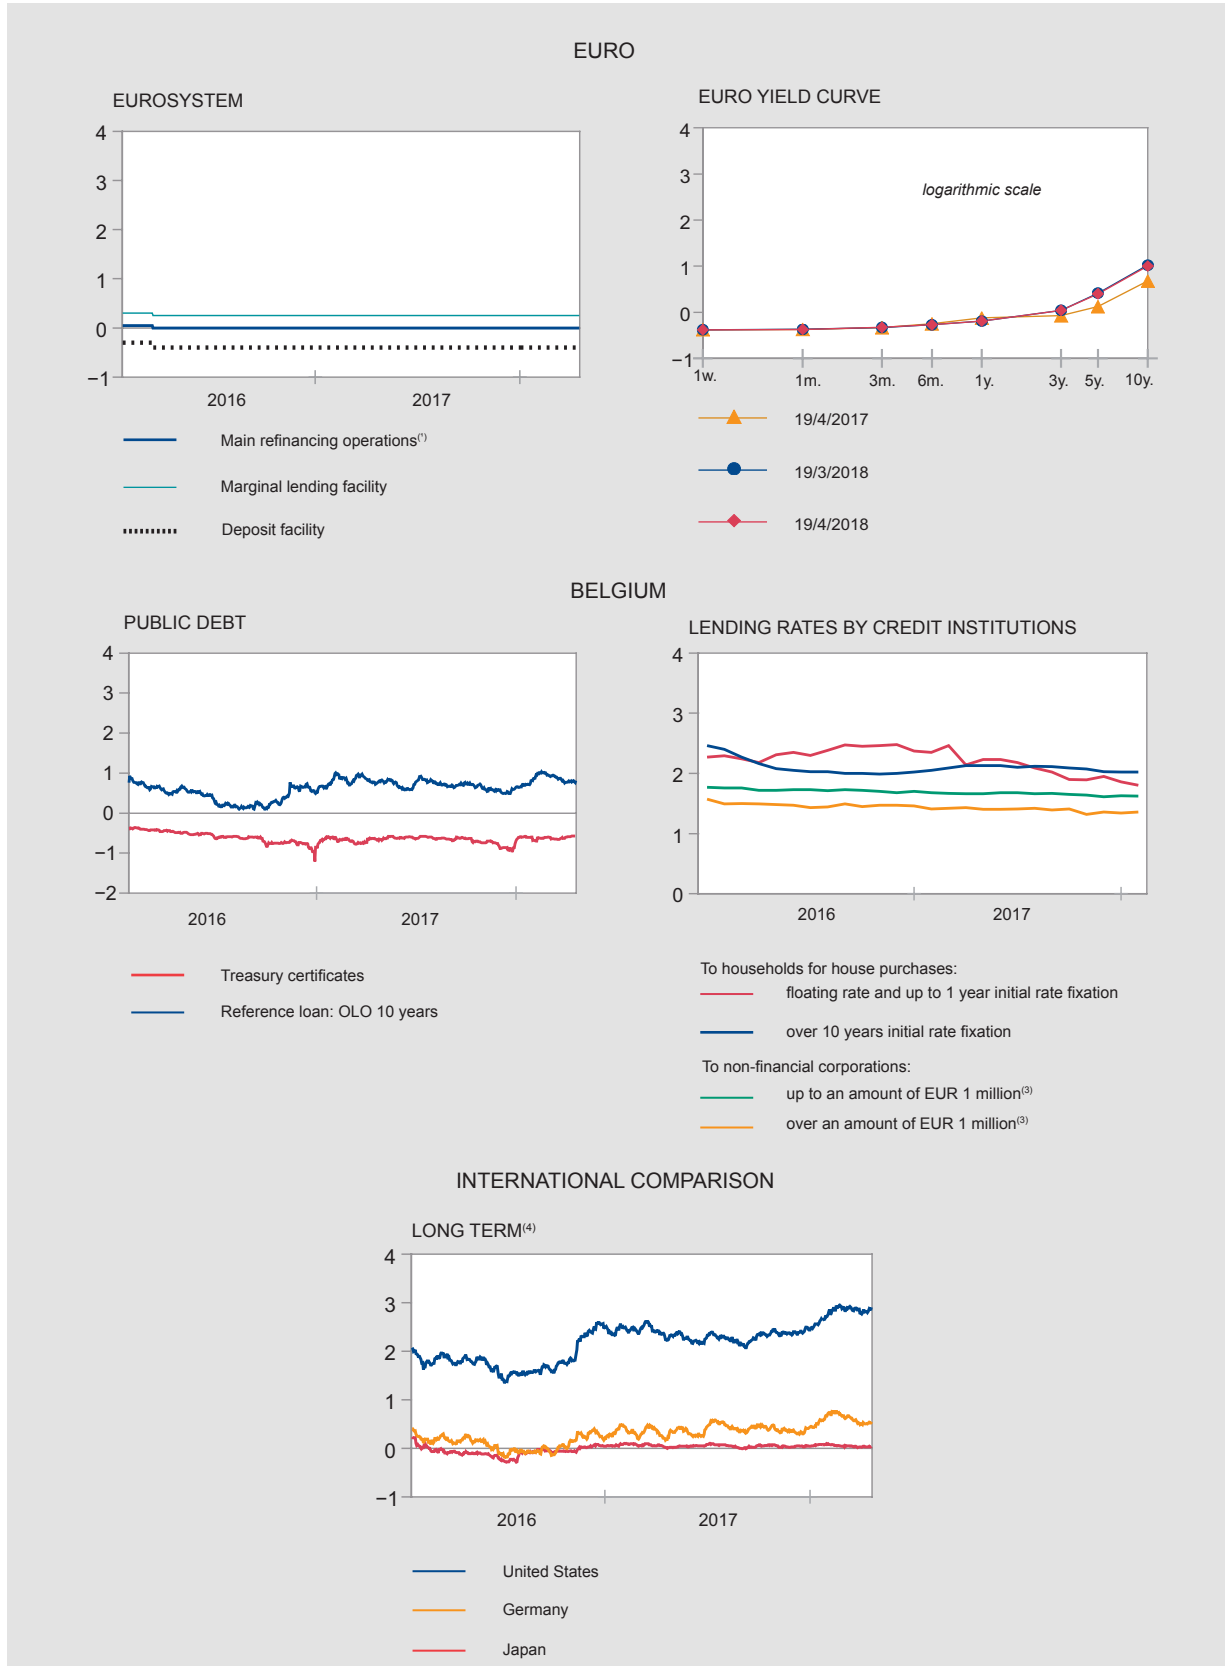 EURO
EUROSYSTEM
4
3
2
1
0
−1
2016
2017
Main refinancing operations(*)
Marginal lending facility
Deposit facility
EURO YIELD CURVE
4
3
2
1
0
−1
logarithmic scale
1w.
1m.
3m.
6m.
1y.
3y.
5y.
10y.
19/4/2017
19/3/2018
19/4/2018
BELGIUM
PUBLIC DEBT
4
3
2
1
0
−1
−2
2016
2017
Treasury certificates
Reference loan: OLO 10 years
LENDING RATES BY CREDIT INSTITUTIONS
4
3
2
1
0
2016
2017
To households for house purchases:
floating rate and up to 1 year initial rate fixation
over 10 years initial rate fixation
To non-financial corporations:
up to an amount of EUR 1 million(3)
over an amount of EUR 1 million(3)
INTERNATIONAL COMPARISON
LONG TERM(4)
4
3
2
1
0
−1
2016
2017
United States
Germany
Japan